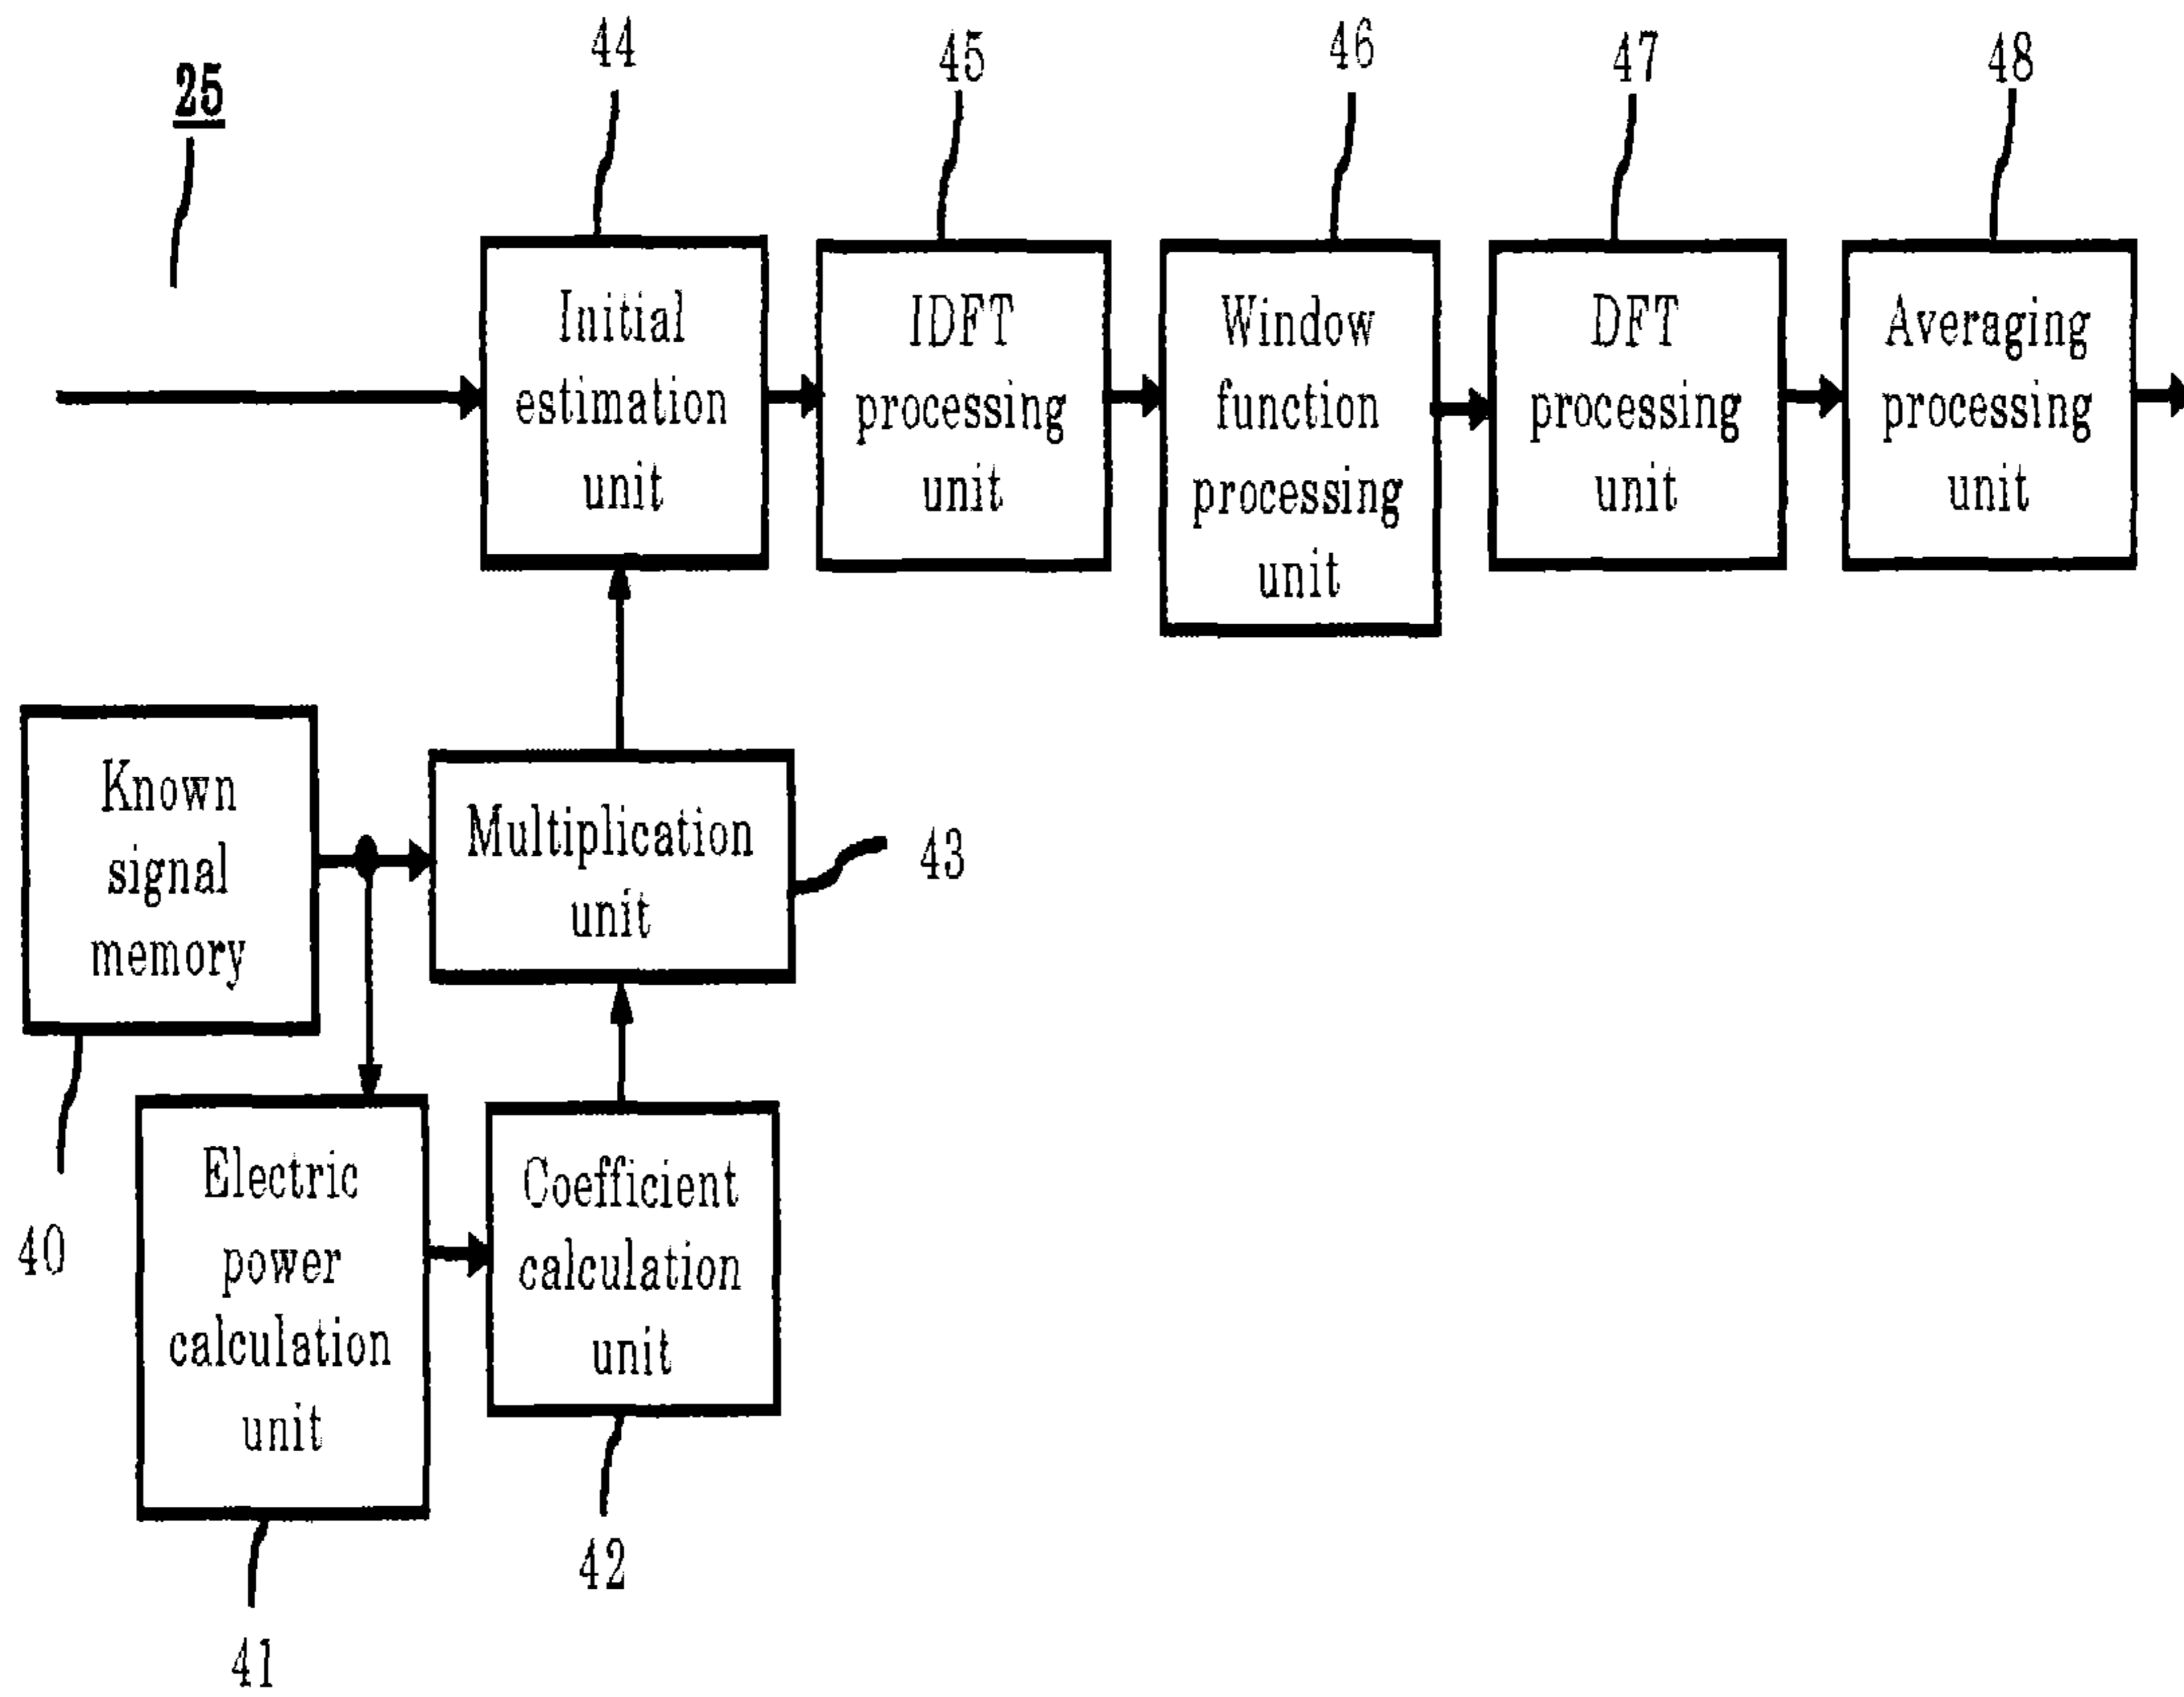 25
44
45
46
47
48
Initial
estimation
unit
IDFT
processing
unit
Window
function
processing
unit
DFT
processing
unit
Averaging
processing
unit
Known
signal
memory
Multiplication
unit
43
40
Electric
power
calculation
unit
Coefficient
calculation
unit
42
41